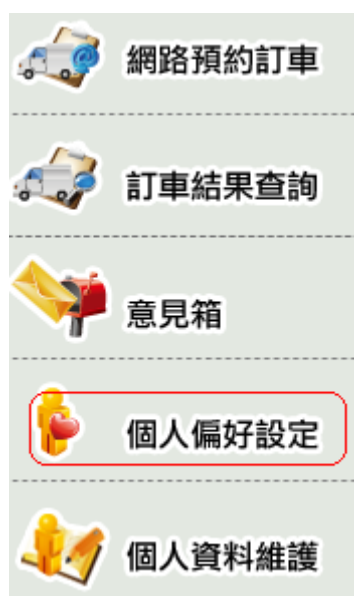 網路預約訂車
訂車結果查詢
意見箱
個人偏好設定
個人資料維護